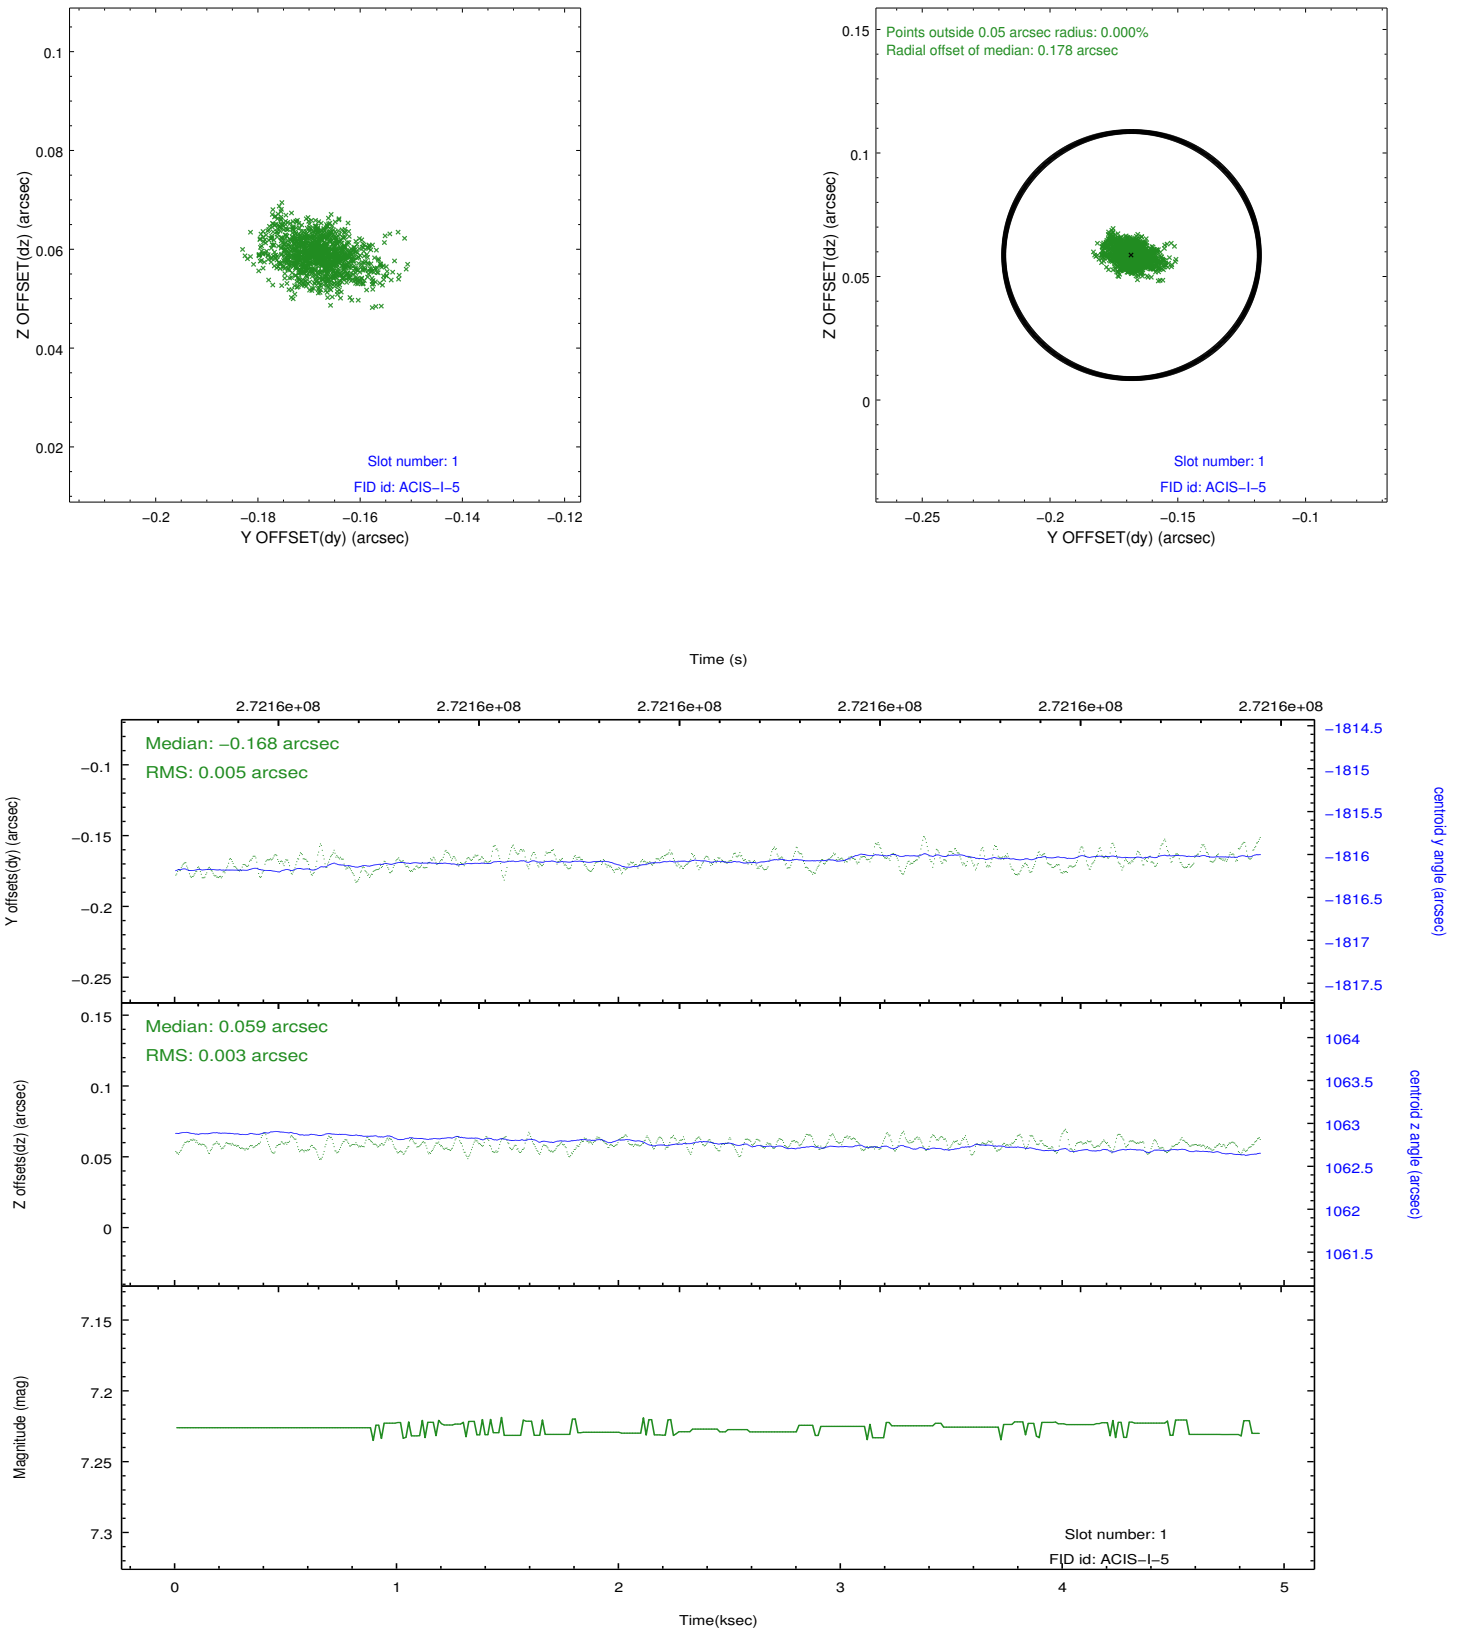 0.1
0.08
0.06
0.04
0.02
Z OFFSET(dz) (arcsec)
Slot number: 1
FID id: ACIS−I−5
−0.2
−0.18
−0.16
−0.14
−0.12
Y OFFSET(dy) (arcsec)
Points outside 0.05 arcsec radius: 0.000%
Radial offset of median: 0.178 arcsec
0.15
0.1
0.05
0
Z OFFSET(dz) (arcsec)
Slot number: 1
FID id: ACIS−I−5
−0.25
−0.2
−0.15
−0.1
Y OFFSET(dy) (arcsec)
Time (s)
2.7216e+08
2.7216e+08
2.7216e+08
2.7216e+08
2.7216e+08
2.7216e+08
Median: −0.168 arcsec
RMS: 0.005 arcsec
−0.1
−0.15
−0.2
−0.25
Y offsets(dy) (arcsec)
−1814.5
−1815
−1815.5
−1816
−1816.5
−1817
−1817.5
centroid y angle (arcsec)
Median: 0.059 arcsec
RMS: 0.003 arcsec
0.15
0.1
0.05
0
Z offsets(dz) (arcsec)
1064
1063.5
1063
1062.5
1062
1061.5
centroid z angle (arcsec)
7.15
7.2
7.25
7.3
Magnitude (mag)
Slot number: 1
FID id: ACIS−I−5
0
1
2
3
4
5
Time(ksec)